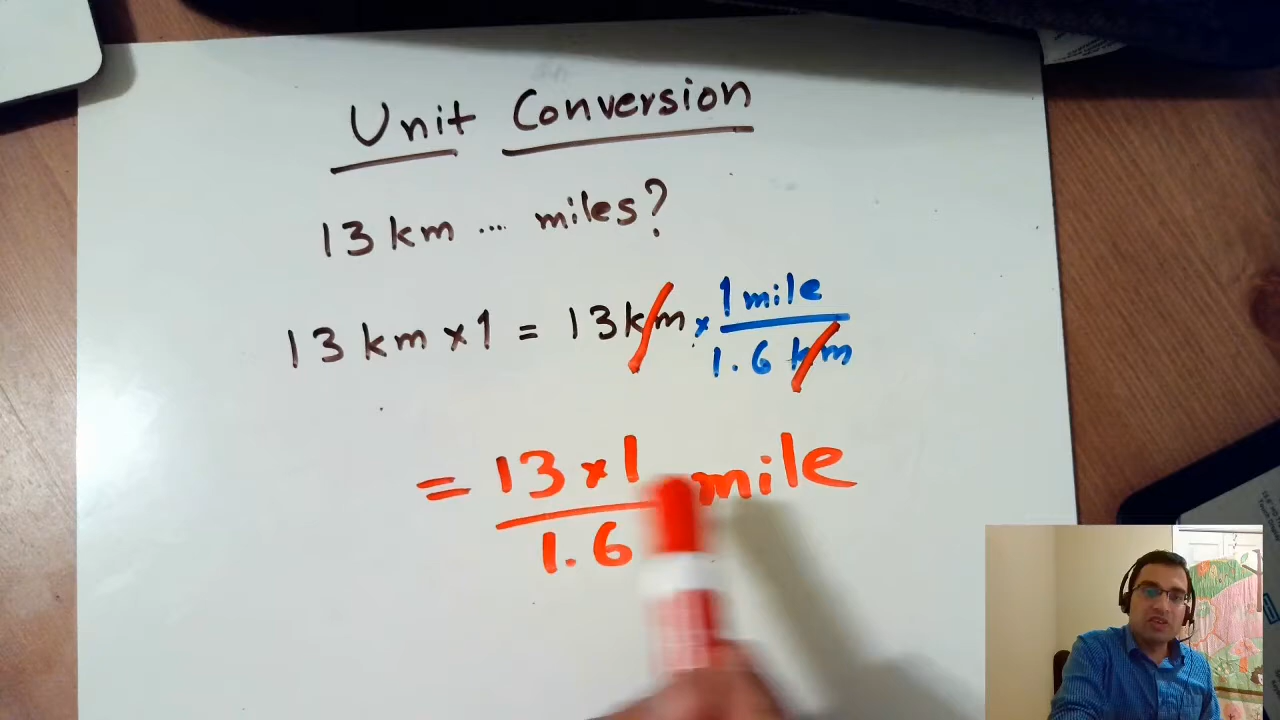 Unit Conversion
13 km ... miles?
13 km × 1 = 13 km × 1 mile / 1.6 km
= 13 × 1 / 1.6 mile